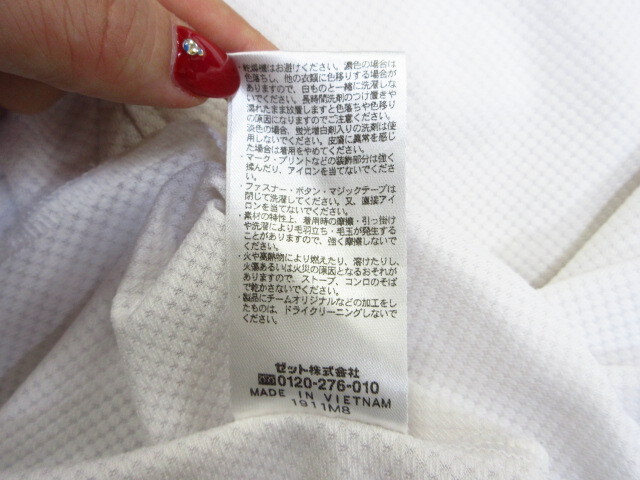 乾燥機はお避けください。濃色の場合は
色落ちし、他の衣類に色移りする場合が
ありますので、白ものと一緒に洗濯しな
いでください。長時間洗剤のつけ置きや
濡れたまま放置しますと色落ちや色移り
の原因になりますのでご注意ください。
淡色の場合、蛍光増白剤入りの洗剤は使
用しないでください。皮膚に異常を感じ
た場合は着用をやめてください。
・マーク・プリントなどの装飾部分は強く
揉んだり、アイロンを当てないでくださ
い。
・ファスナー・ボタン・マジックテープは
閉じて洗濯してください。又、直接アイ
ロンを当てないでください。
・素材の特性上、着用時の摩擦・引っ掛け
や洗濯により毛羽立ち・毛玉が発生する
ことがありますので、強く摩擦しないで
ください。
・火や高熱物により燃えたり、溶けたりし、
火傷あるいは火災の原因となるおそれが
ありますので、ストーブ、コンロのそば
で乾かさないでください。
・製品にチームオリジナルなどの加工をし
たものは、ドライクリーニングしないで
ください。
ゼット株式会社
0120-276-010
MADE IN VIETNAM
1911M8